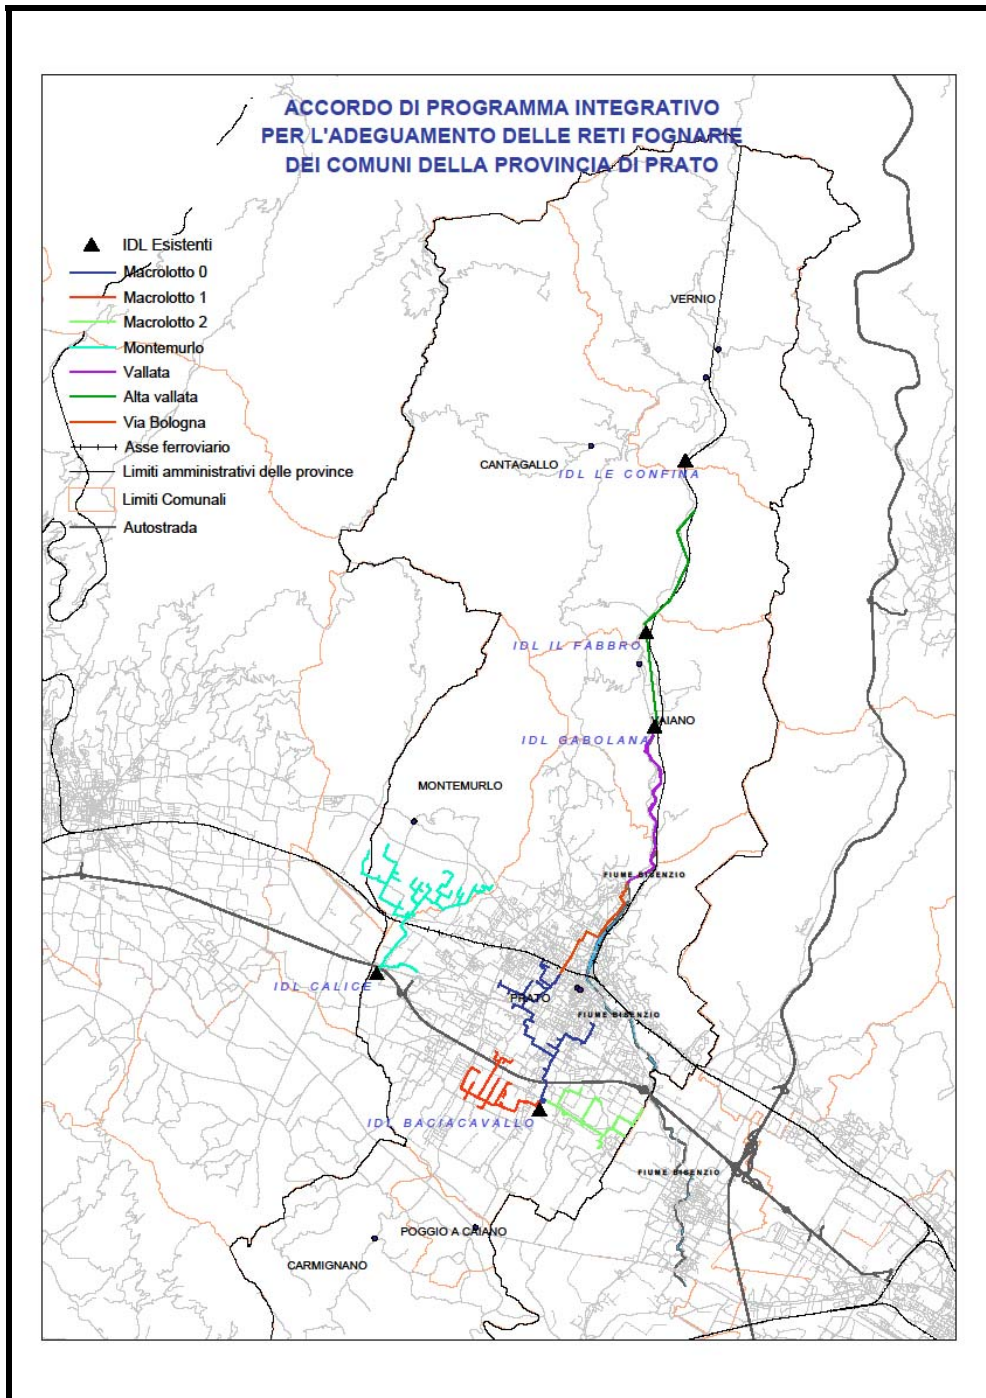 ACCORDO DI PROGRAMMA INTEGRATIVO
PER L'ADEGUAMENTO DELLE RETI FOGNARIE
DEI COMUNI DELLA PROVINCIA DI PRATO
IDL Esistenti
Macrolotto 0
Macrolotto 1
Macrolotto 2
Montemurlo
Vallata
Alta vallata
Via Bologna
Asse ferroviario
Limiti amministrativi delle province
Limiti Comunali
Autostrada
VERNIO
CANTAGALLO
IDL LE CONFINA
IDL IL FABBRO
VAIANO
IDL GABOLANA
MONTEMURLO
FIUME BISENZIO
IDL CALICE
PRATO
FIUME BISENZIO
IDL BACIACAVALLO
FIUME BISENZIO
POGGIO A CAIANO
CARMIGNANO